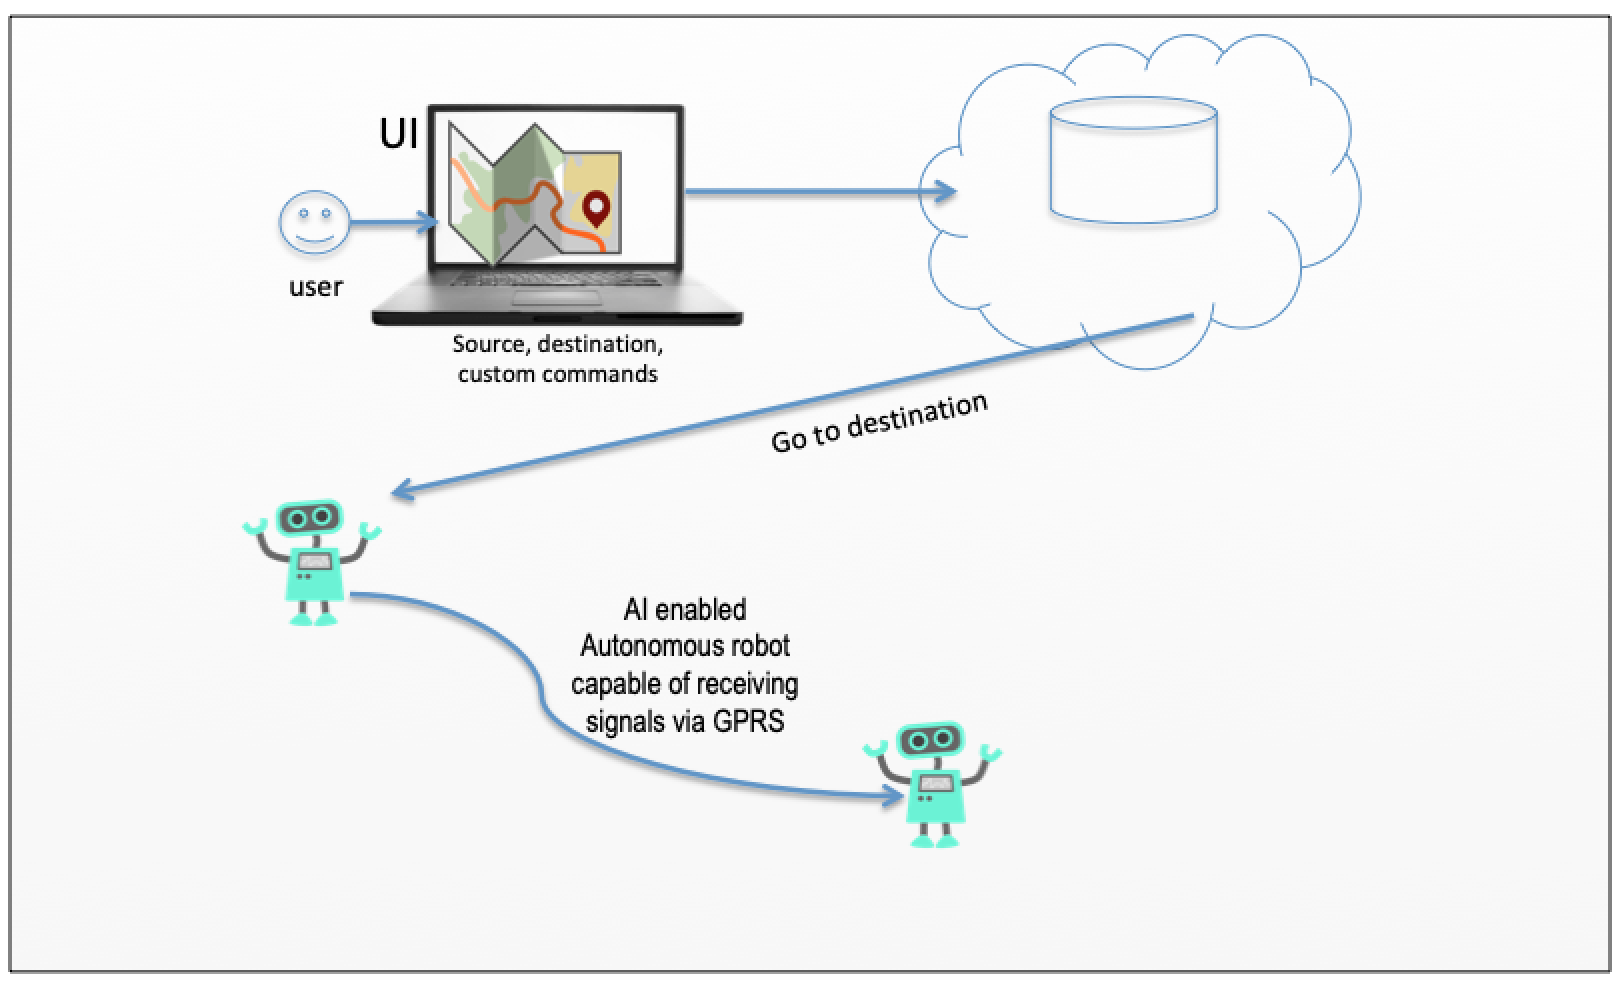 UI
user
Source, destination,
custom commands
Go to destination
AI enabled
Autonomous robot
capable of receiving
signals via GPRS